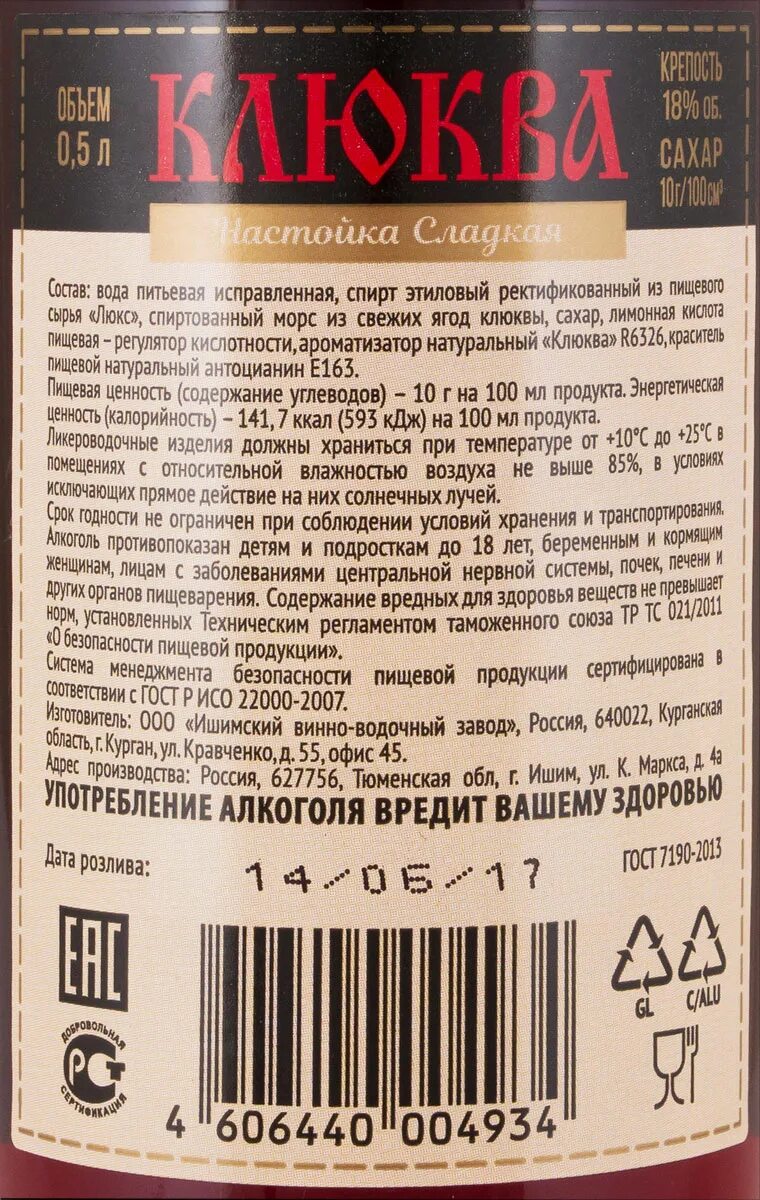 ОБЪЕМ
0,5 л
КЛЮКВА
КРЕПОСТЬ
18% ОБ.
САХАР
10г/100см³
Настойка Сладкая
Состав: вода питьевая исправленная, спирт этиловый ректификованный из пищевого
сырья «Люкс», спиртованный морс из свежих ягод клюквы, сахар, лимонная кислота
пищевая – регулятор кислотности, ароматизатор натуральный «Клюква» R6326, краситель
пищевой натуральный антоцианин Е163.
Пищевая ценность (содержание углеводов) – 10 г на 100 мл продукта. Энергетическая
ценность (калорийность) – 141,7 ккал (593 кДж) на 100 мл продукта.
Ликероводочные изделия должны храниться при температуре от +10°С до +25°С в
помещениях с относительной влажностью воздуха не выше 85%, в условиях
исключающих прямое действие на них солнечных лучей.
Срок годности не ограничен при соблюдении условий хранения и транспортирования.
Алкоголь противопоказан детям и подросткам до 18 лет, беременным и кормящим
женщинам, лицам с заболеваниями центральной нервной системы, почек, печени и
других органов пищеварения. Содержание вредных для здоровья веществ не превышает
норм, установленных Техническим регламентом таможенного союза ТР ТС 021/2011
«О безопасности пищевой продукции».
Система менеджмента безопасности пищевой продукции сертифицирована в
соответствии с ГОСТ Р ИСО 22000-2007.
Изготовитель: ООО «Ишимский винно-водочный завод», Россия, 640022, Курганская
область, г. Курган, ул. Кравченко, д. 55, офис 45.
Адрес производства: Россия, 627756, Тюменская обл, г. Ишим, ул. К. Маркса, д. 4а
УПОТРЕБЛЕНИЕ АЛКОГОЛЯ ВРЕДИТ ВАШЕМУ ЗДОРОВЬЮ
Дата розлива:
14/06/17
ГОСТ 7190-2013
EAC
GL
C/ALU
ДОБРОВОЛЬНАЯ
РСТ
СЕРТИФИКАЦИЯ
4 606440 004934